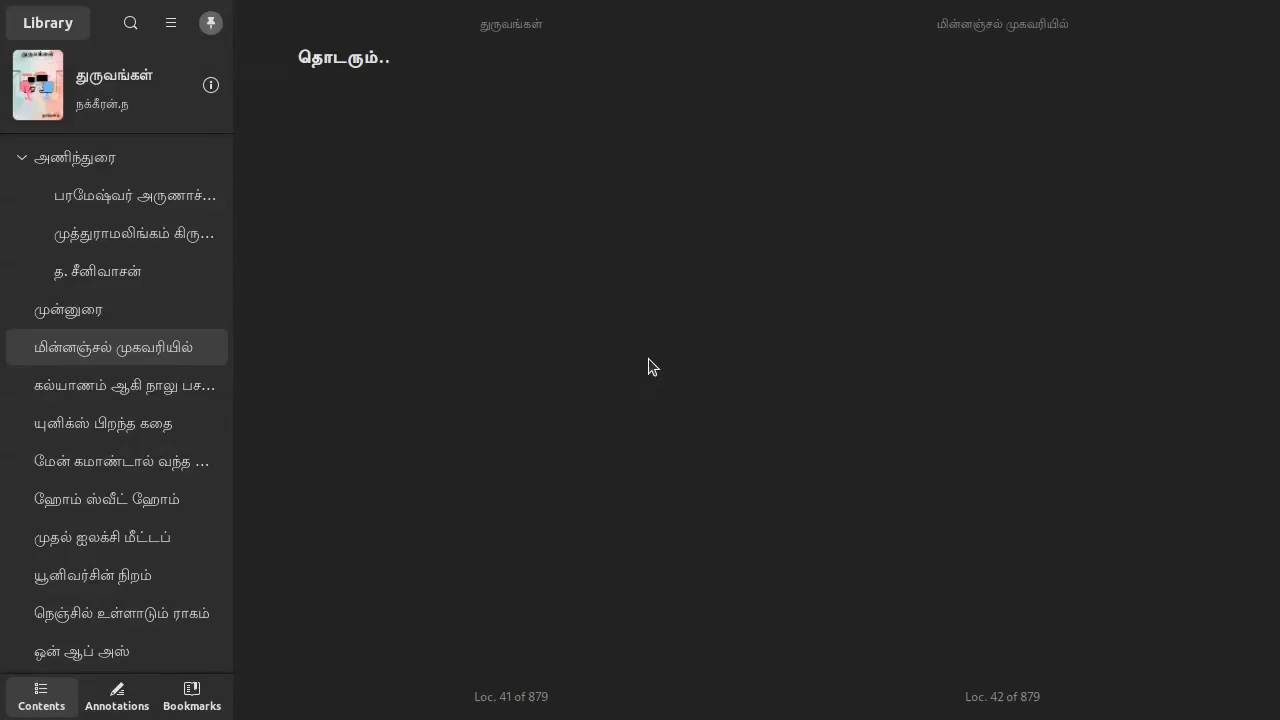 Library
துருவங்கள்
நக்கீரன்.ந
அணிந்துரை
பரமேஷ்வர் அருணாச்...
முத்துராமலிங்கம் கிரு...
த. சீனிவாசன்
முன்னுரை
மின்னஞ்சல் முகவரியில்
கல்யாணம் ஆகி நாலு பச...
யுனிக்ஸ் பிறந்த கதை
மேன் கமாண்டால் வந்த ...
ஹோம் ஸ்வீட் ஹோம்
முதல் ஐலக்சி மீட்டப்
யூனிவர்சின் நிறம்
நெஞ்சில் உள்ளாடும் ராகம்
ஒன் ஆப் அஸ்
Contents
Annotations
Bookmarks
துருவங்கள்
மின்னஞ்சல் முகவரியில்
தொடரும்..
Loc. 41 of 879
Loc. 42 of 879